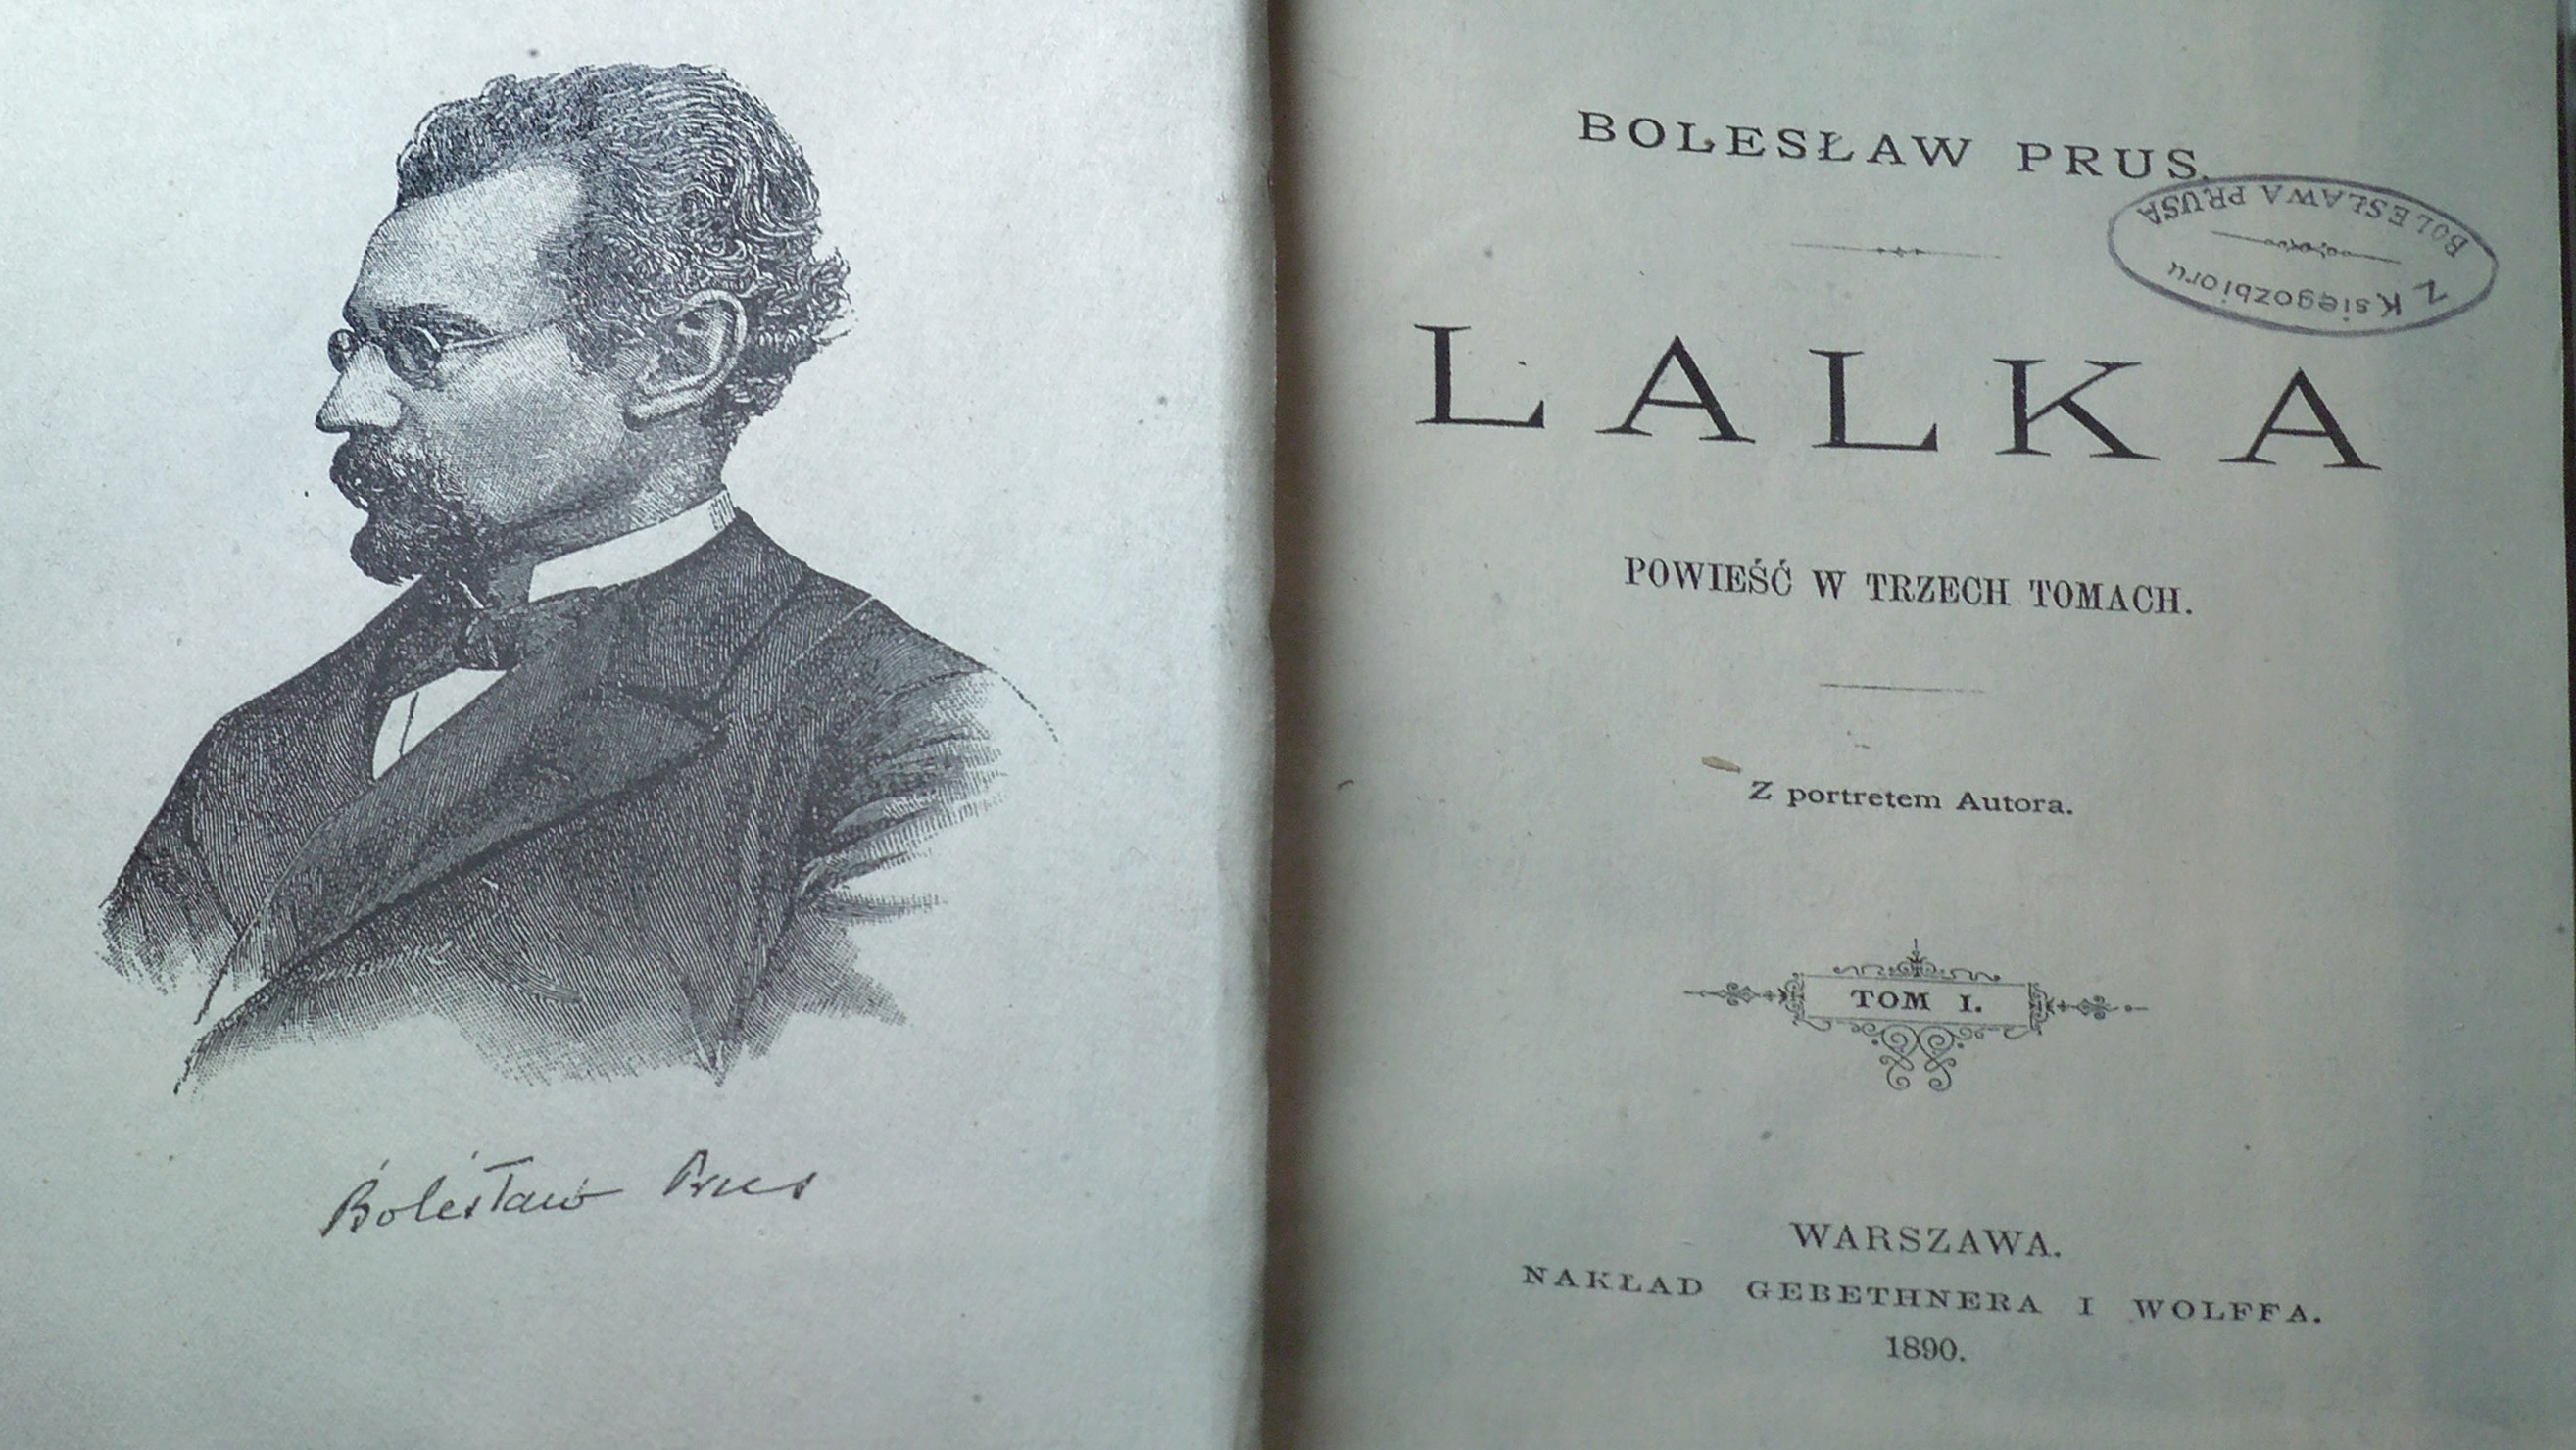 Bolesław Prus
BOLESŁAW PRUS.
Z Księgozbioru
BOLESŁAWA PRUSA
LALKA
POWIEŚĆ W TRZECH TOMACH.
Z portretem Autora.
TOM I.
WARSZAWA.
NAKŁAD GEBETHNERA I WOLFFA.
1890.